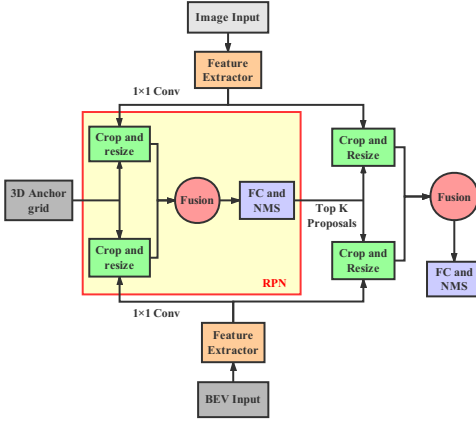 Image Input
Feature
Extractor
1×1 Conv
Crop and
resize
Crop and
Resize
3D Anchor
grid
Fusion
FC and
NMS
Top K
Proposals
Fusion
Crop and
resize
Crop and
Resize
FC and
NMS
RPN
1×1 Conv
Feature
Extractor
BEV Input